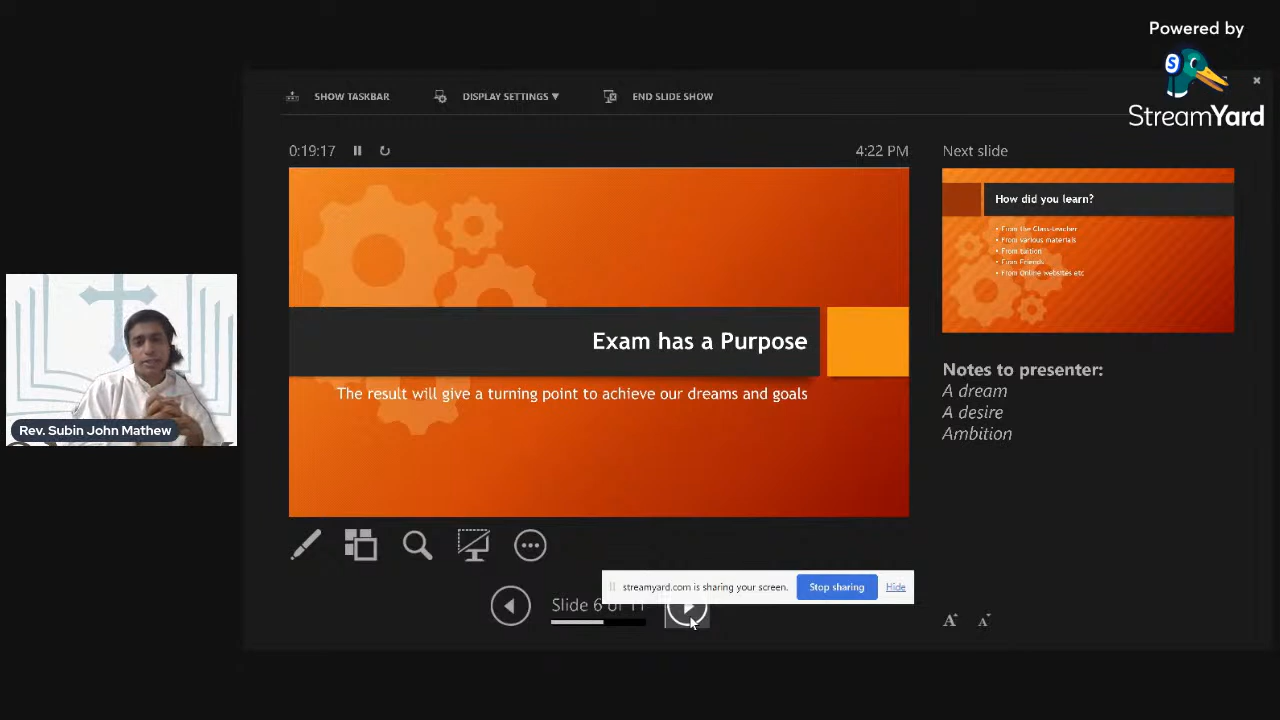 Powered by
StreamYard
SHOW TASKBAR
DISPLAY SETTINGS ▼
END SLIDE SHOW
0:19:17
4:22 PM
Next slide
Exam has a Purpose
The result will give a turning point to achieve our dreams and goals
How did you learn?
• From the Class-teacher
• From various materials
• From tuition
• From Friends
• From Online websites etc
Notes to presenter:
A dream
A desire
Ambition
Rev. Subin John Mathew
streamyard.com is sharing your screen.
Stop sharing
Hide
Slide 6 of 11
A
A